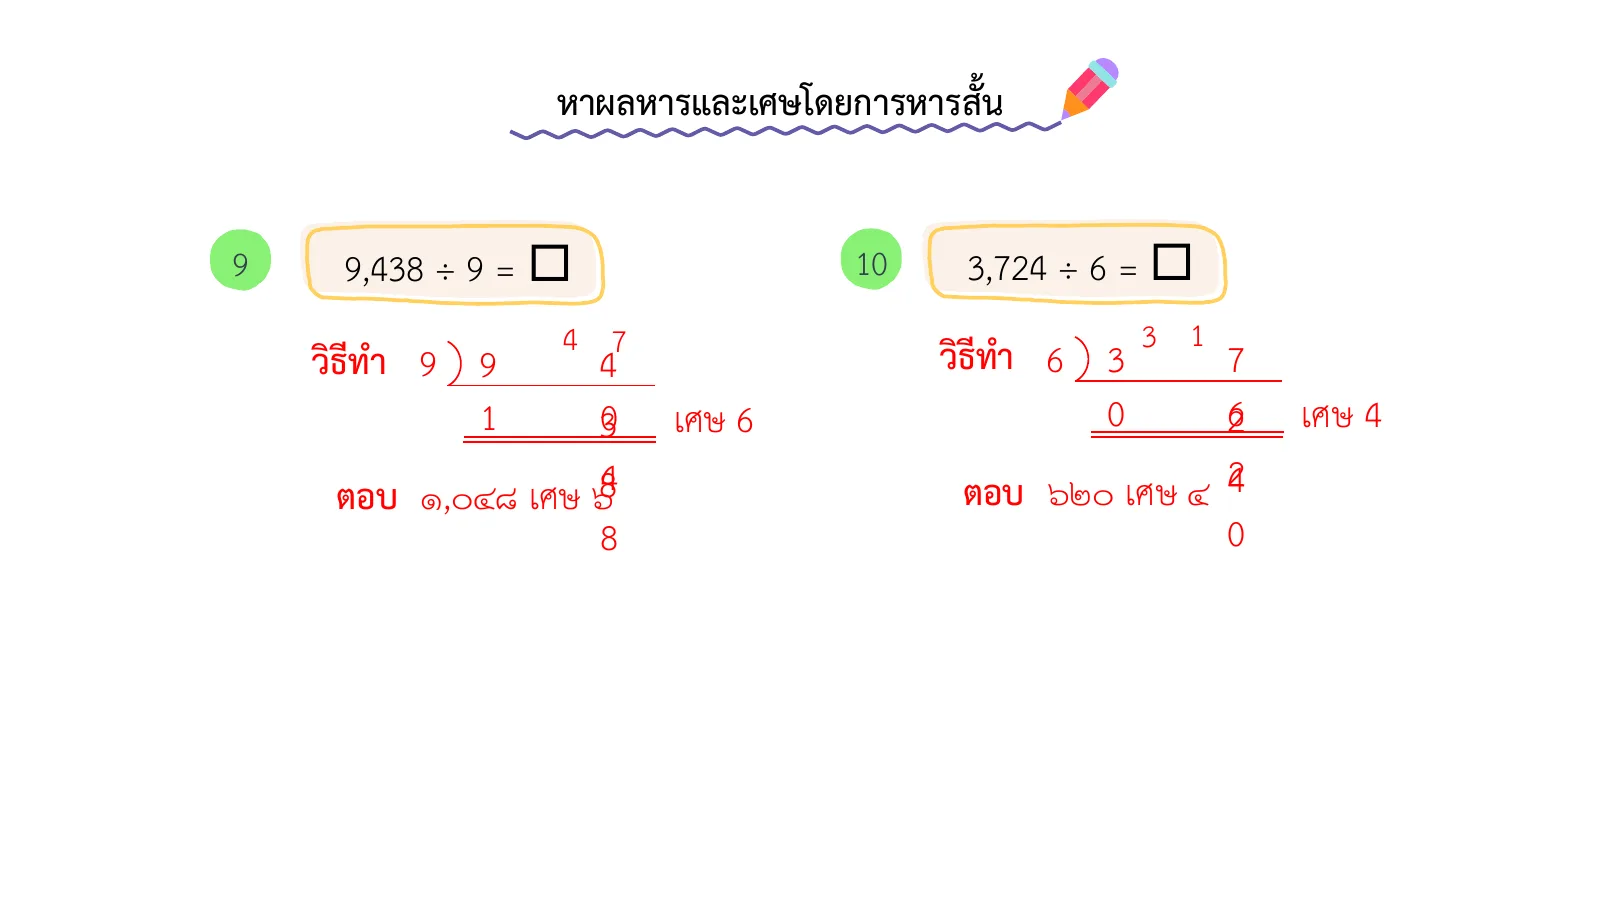 หาผลหารและเศษโดยการหารสั้น
9
9,438 ÷ 9 = □
วิธีทำ 9 ) 9 4 3 8
4 7
1 0 4 8 เศษ 6
ตอบ ๑,๐๔๘ เศษ ๖
10
3,724 ÷ 6 = □
วิธีทำ 6 ) 3 7 2 4
3 1
0 6 2 0 เศษ 4
ตอบ ๖๒๐ เศษ ๔